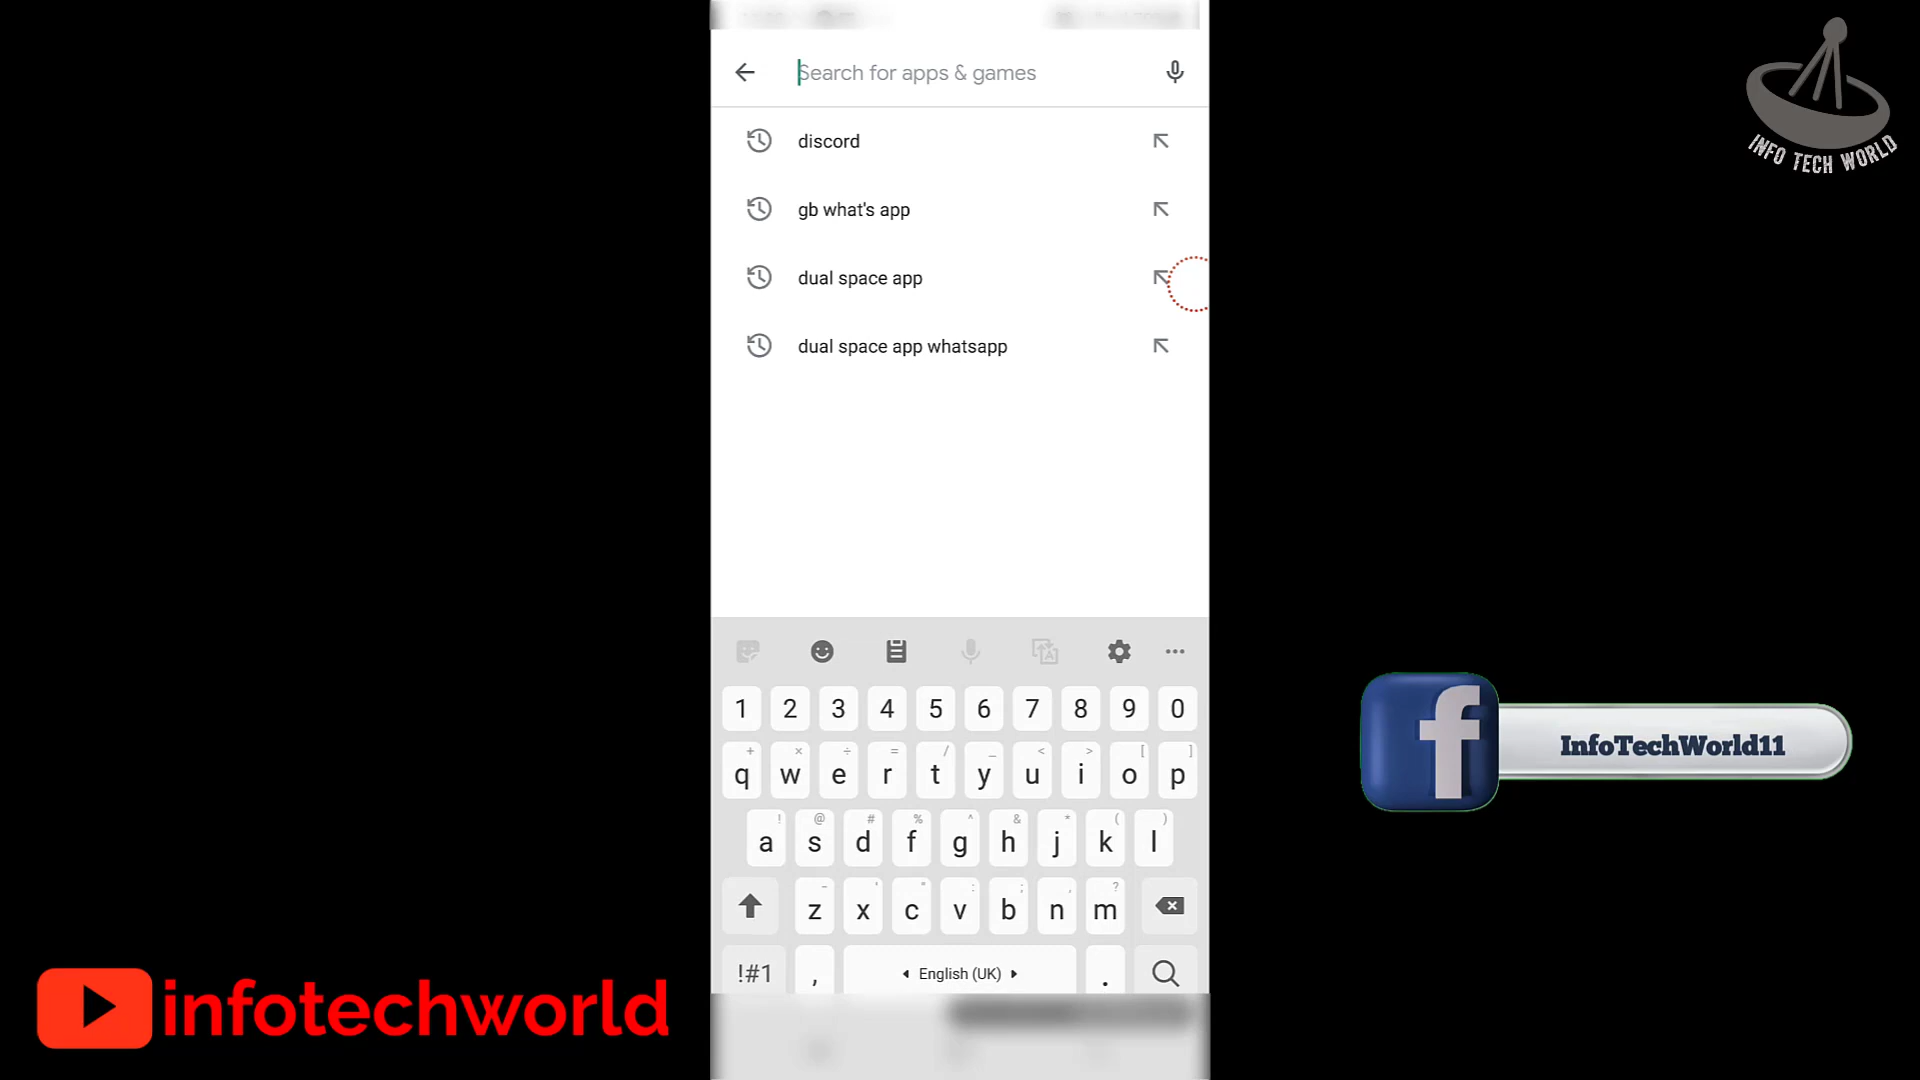 Search for apps & games
INFO TECH WORLD
discord
gb what's app
dual space app
dual space app whatsapp
1 2 3 4 5 6 7 8 9 0
+ × ÷ = / _ < > [ ]
q w e r t y u i o p
! @ # % ^ & * ( )
a s d f g h j k l
- ' " : ; , ?
z x c v b n m
!#1 , English (UK) .
f InfoTechWorld11
infotechworld